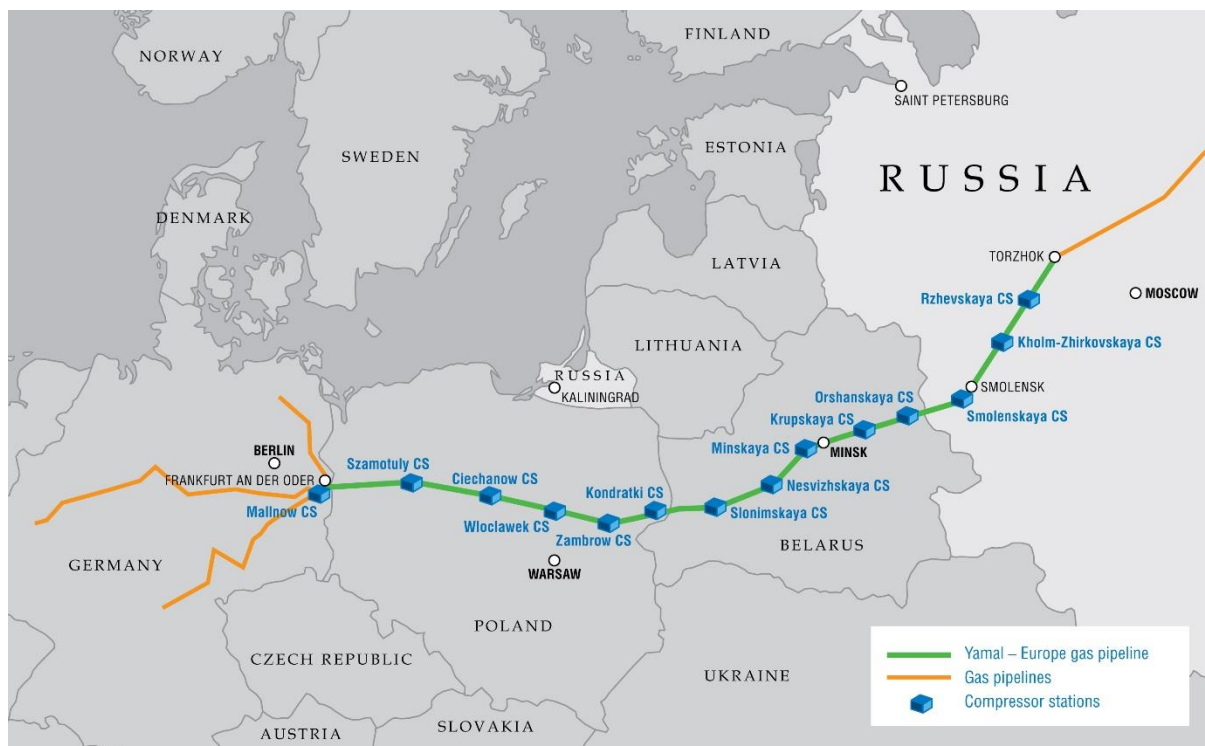 NORWAY
FINLAND
SAINT PETERSBURG
SWEDEN
ESTONIA
RUSSIA
DENMARK
LATVIA
TORZHOK
MOSCOW
Rzhevskaya CS
Kholm-Zhirkovskaya CS
LITHUANIA
RUSSIA
KALININGRAD
SMOLENSK
Orshanskaya CS
Smolenskaya CS
Krupskaya CS
BERLIN
Minskaya CS
MINSK
FRANKFURT AN DER ODER
Szamotuly CS
Ciechanow CS
Kondratki CS
Nesvizhskaya CS
Mallnow CS
Wloclawek CS
Slonimskaya CS
Zambrow CS
BELARUS
GERMANY
WARSAW
POLAND
CZECH REPUBLIC
UKRAINE
SLOVAKIA
AUSTRIA
Yamal – Europe gas pipeline
Gas pipelines
Compressor stations